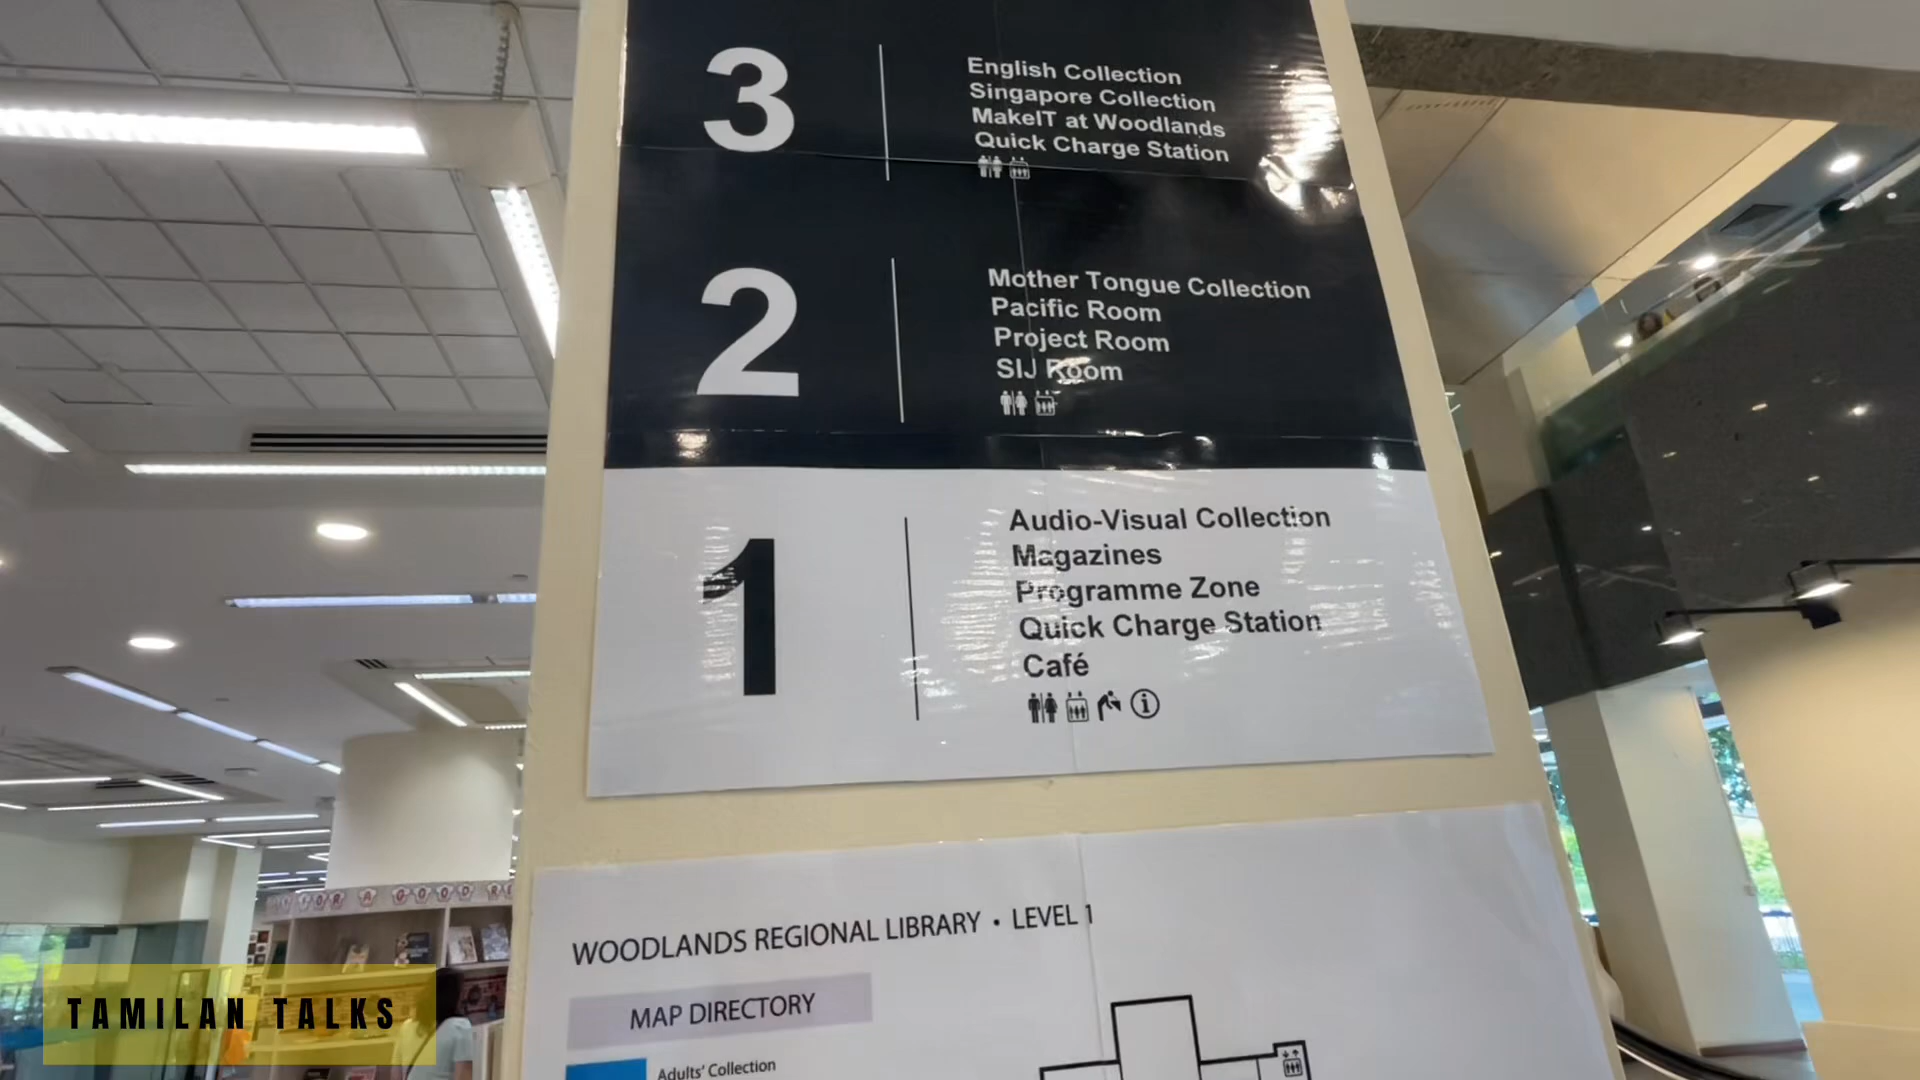 3
English Collection
Singapore Collection
MakeIT at Woodlands
Quick Charge Station
2
Mother Tongue Collection
Pacific Room
Project Room
SIJ Room
1
Audio-Visual Collection
Magazines
Programme Zone
Quick Charge Station
Café
WOODLANDS REGIONAL LIBRARY • LEVEL 1
MAP DIRECTORY
Adults' Collection
FOR A GOOD
TAMILAN TALKS